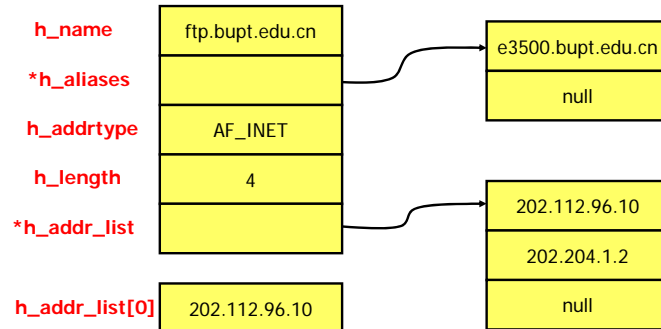 h_name ftp.bupt.edu.cn
*h_aliases
h_addrtype AF_INET
h_length 4
*h_addr_list
h_addr_list[0] 202.112.96.10
e3500.bupt.edu.cn
null
202.112.96.10
202.204.1.2
null